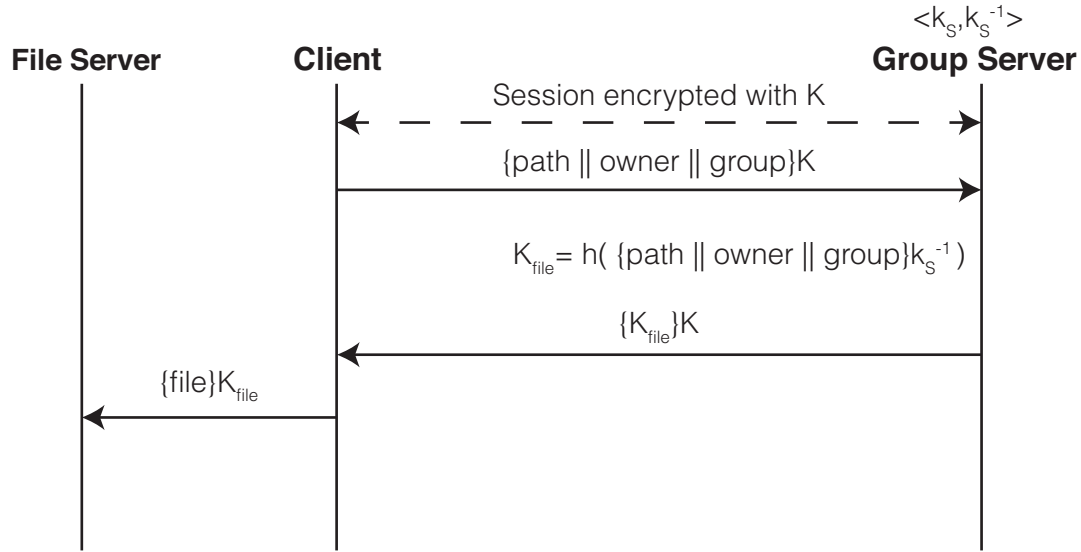 <k_S,k_S^-1>
File Server
Client
Group Server
Session encrypted with K
{path || owner || group}K
K_file= h( {path || owner || group}k_S^-1 )
{K_file}K
{file}K_file